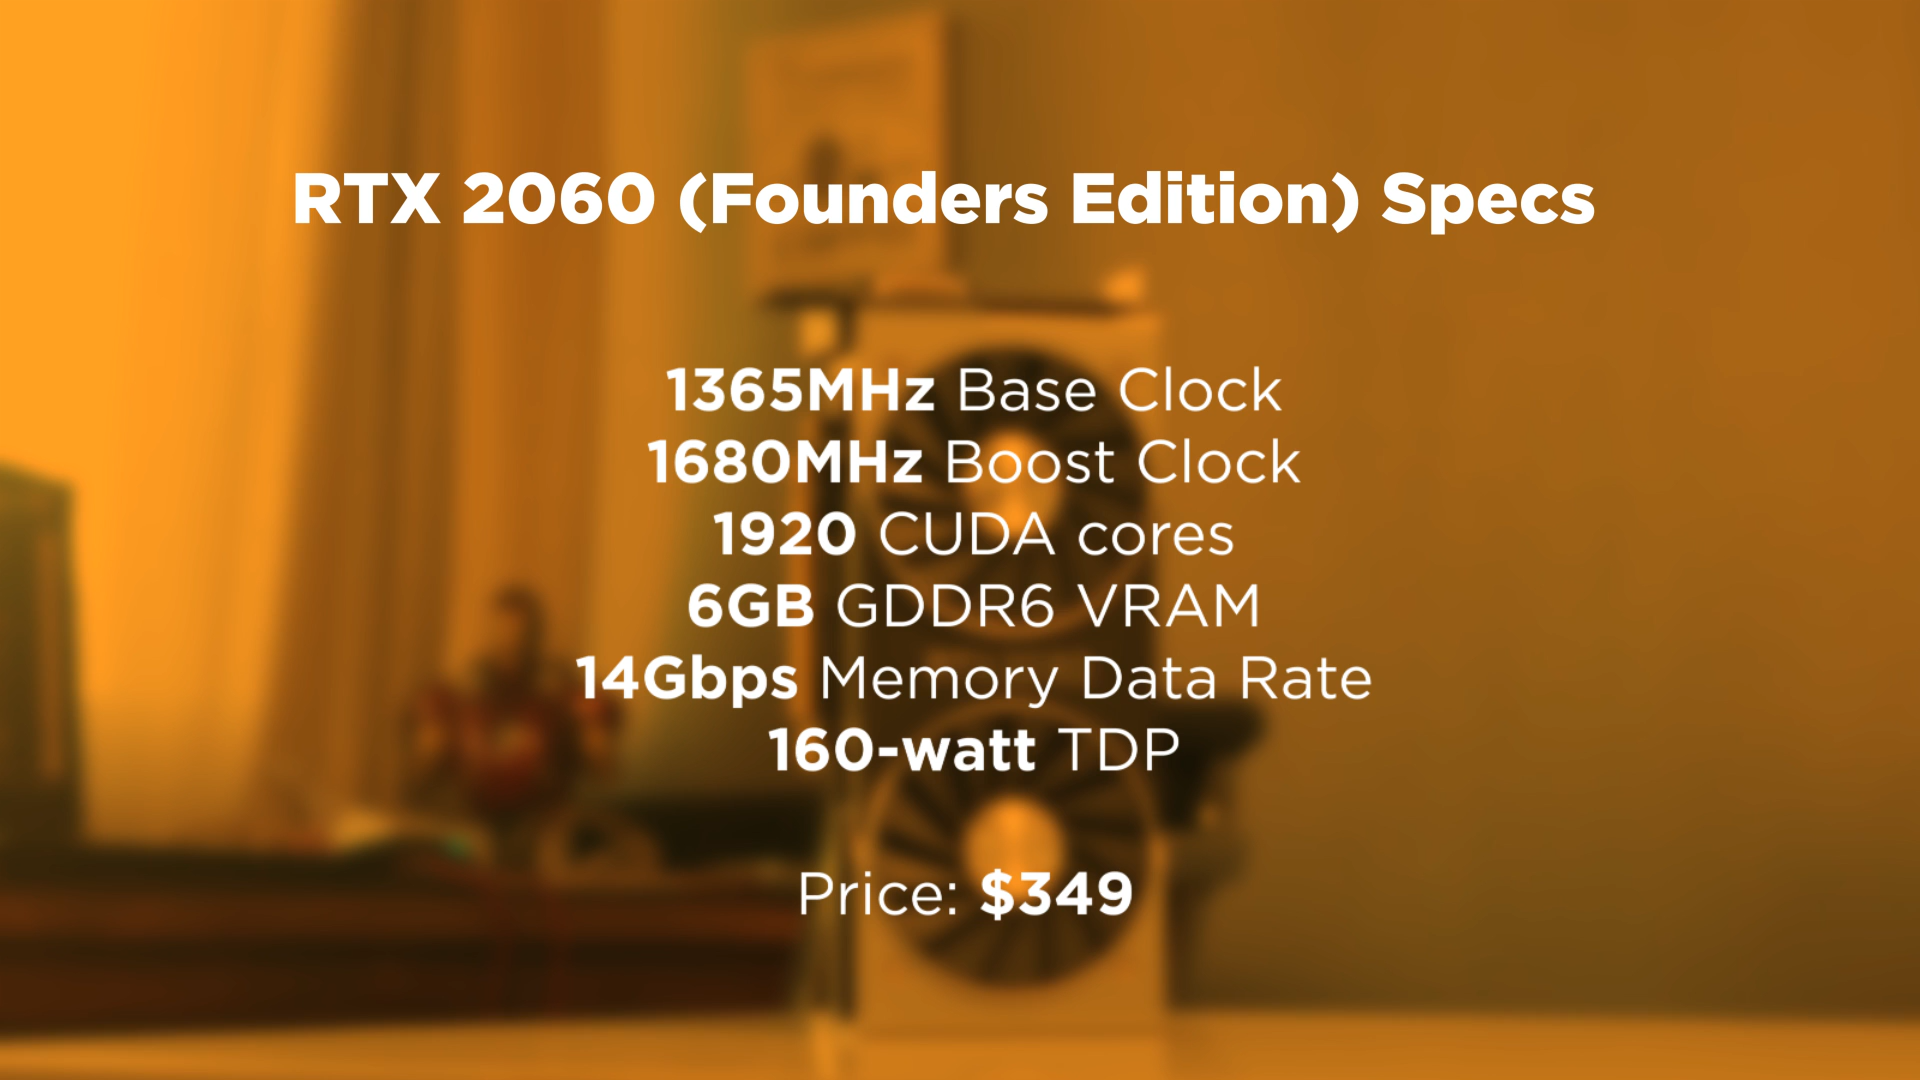 RTX 2060 (Founders Edition) Specs
1365MHz Base Clock
1680MHz Boost Clock
1920 CUDA cores
6GB GDDR6 VRAM
14Gbps Memory Data Rate
160-watt TDP
Price: $349